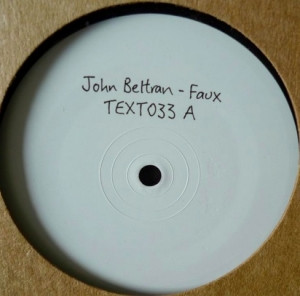 John Beltran - Faux
TEXT033 A